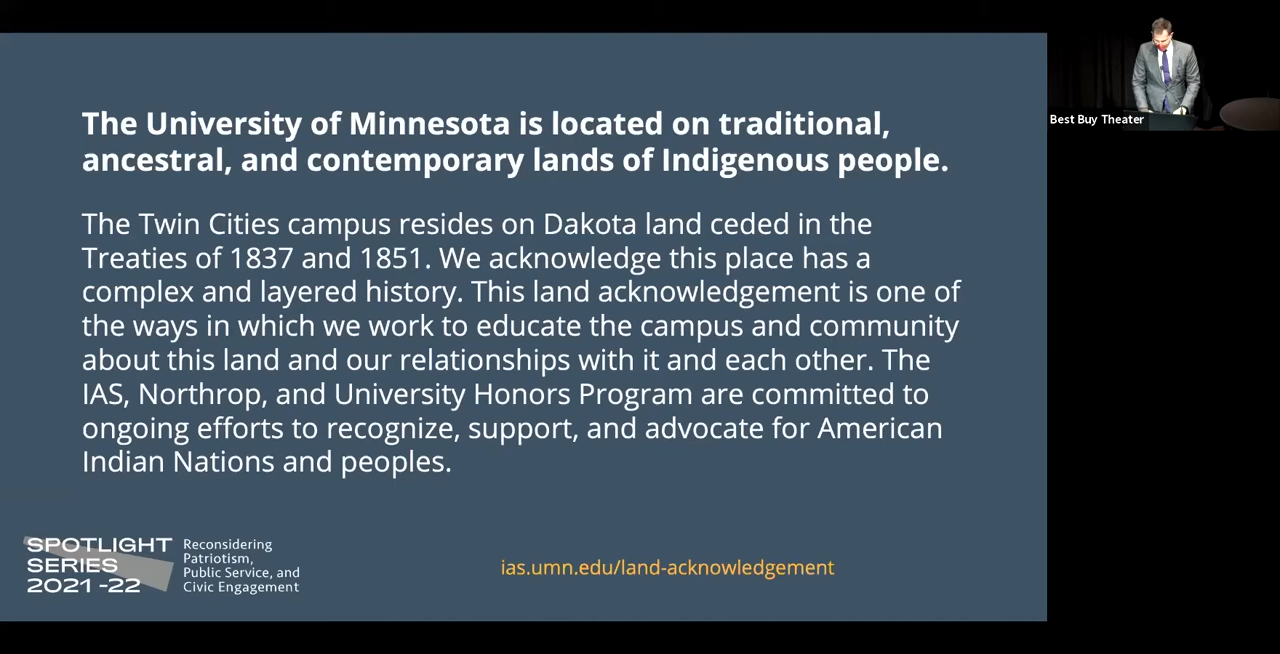 The University of Minnesota is located on traditional,
ancestral, and contemporary lands of Indigenous people.
The Twin Cities campus resides on Dakota land ceded in the
Treaties of 1837 and 1851. We acknowledge this place has a
complex and layered history. This land acknowledgement is one of
the ways in which we work to educate the campus and community
about this land and our relationships with it and each other. The
IAS, Northrop, and University Honors Program are committed to
ongoing efforts to recognize, support, and advocate for American
Indian Nations and peoples.
SPOTLIGHT
SERIES
2021 -22
Reconsidering
Patriotism,
Public Service, and
Civic Engagement
ias.umn.edu/land-acknowledgement
Best Buy Theater